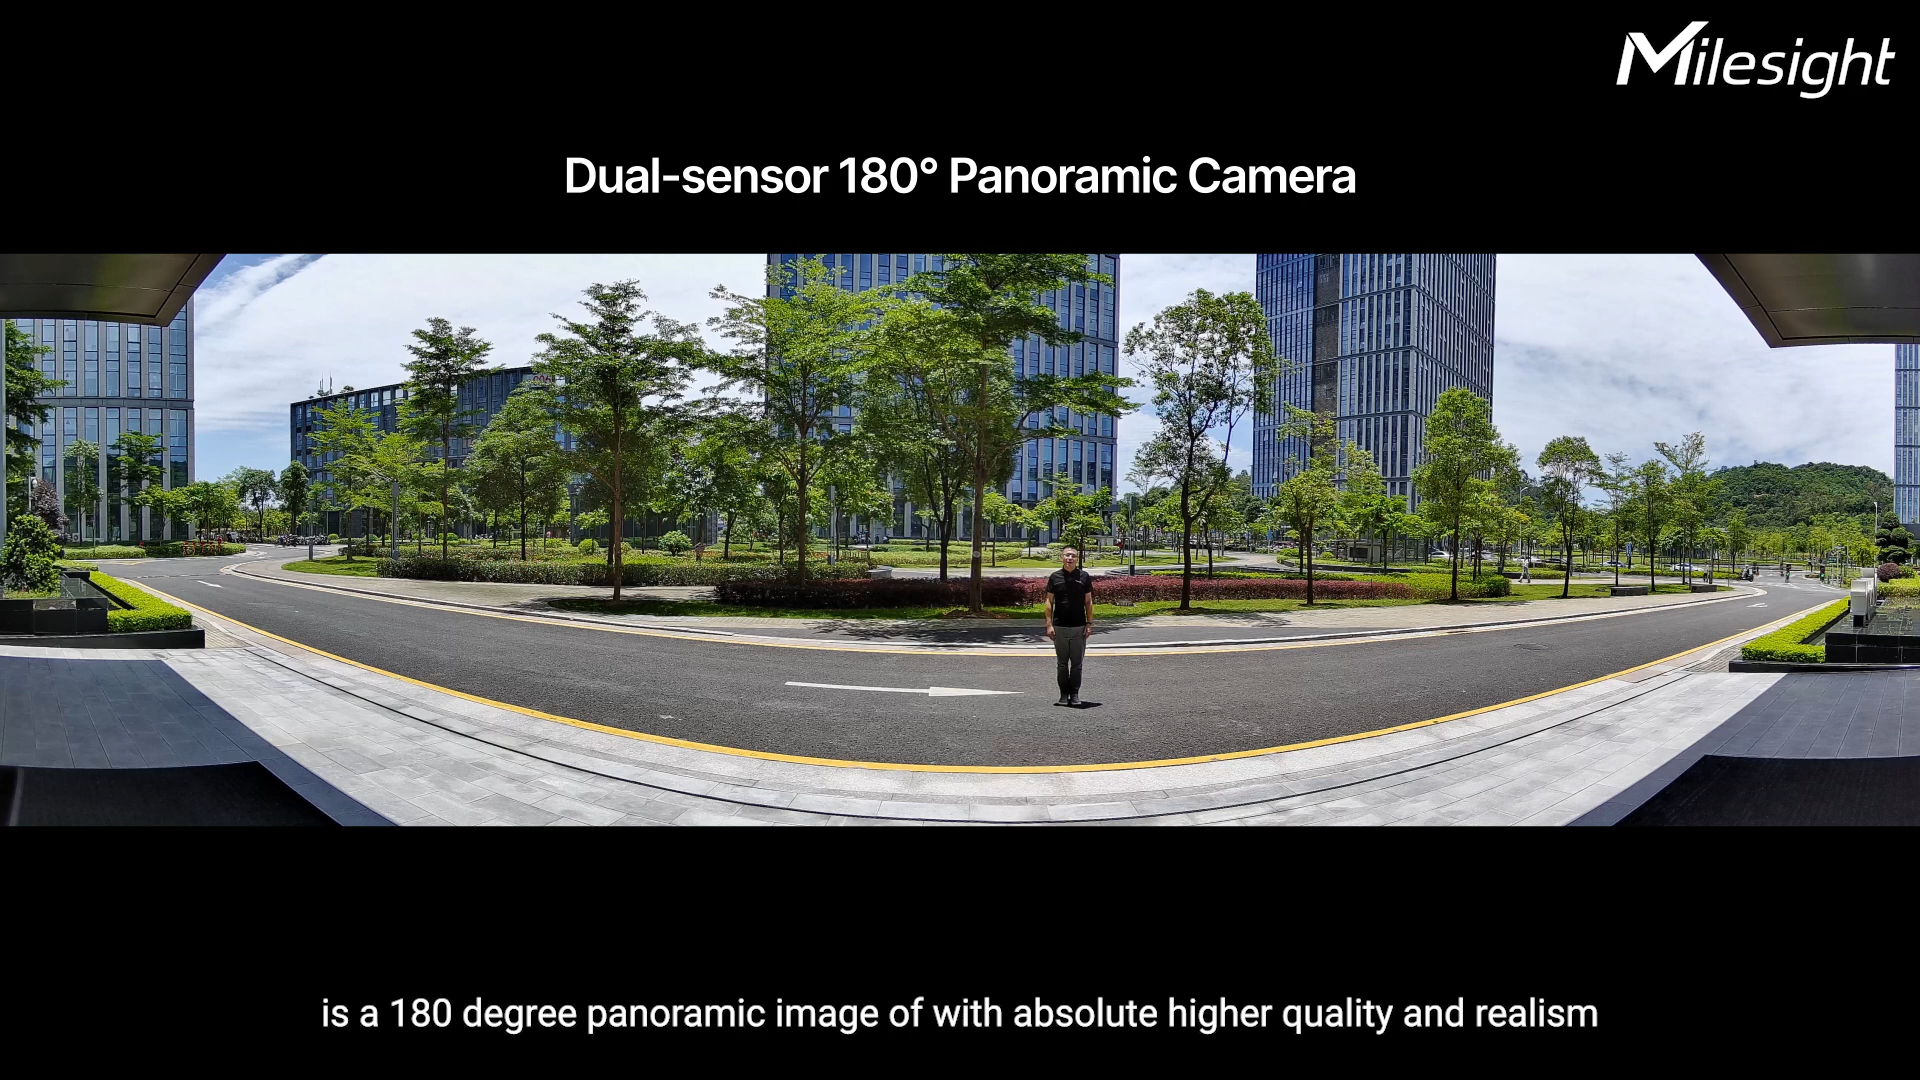 Milesight
Dual-sensor 180° Panoramic Camera
is a 180 degree panoramic image of with absolute higher quality and realism